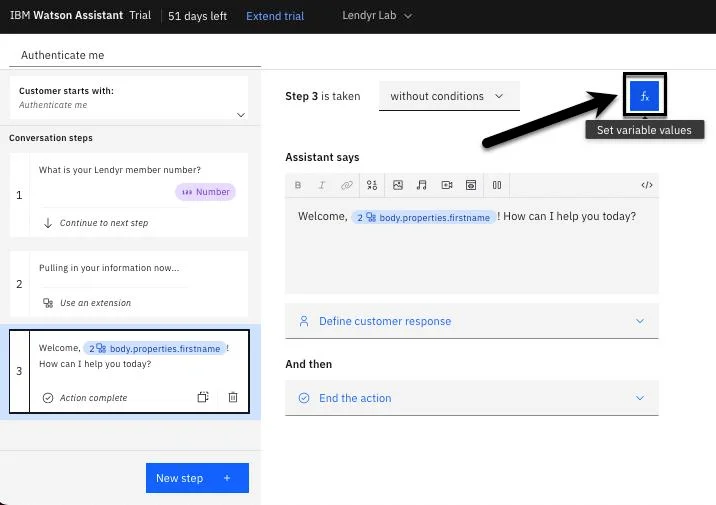 IBM Watson Assistant Trial 51 days left Extend trial Lendyr Lab
Authenticate me
Customer starts with:
Authenticate me
Conversation steps
1
What is your Lendyr member number?
Number
Continue to next step
2
Pulling in your information now...
Use an extension
3
Welcome, 2 body.properties.firstname !
How can I help you today?
Action complete
New step +
Step 3 is taken without conditions
fx
Set variable values
Assistant says
B I </>
Welcome, 2 body.properties.firstname ! How can I help you today?
Define customer response
And then
End the action